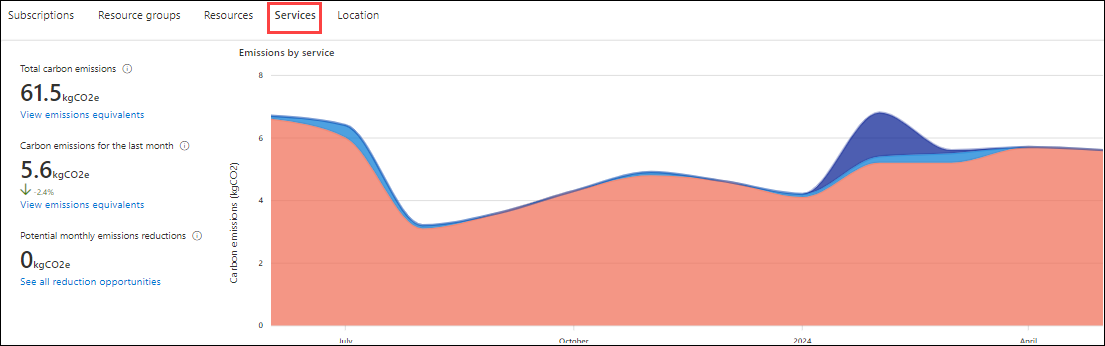 Subscriptions Resource groups Resources Services Location
Emissions by service
Total carbon emissions
61.5kgCO2e
View emissions equivalents
Carbon emissions for the last month
5.6kgCO2e
-2.4%
View emissions equivalents
Potential monthly emissions reductions
0kgCO2e
See all reduction opportunities
Carbon emissions (kgCO2)
8
6
4
2
0
July October 2024 April